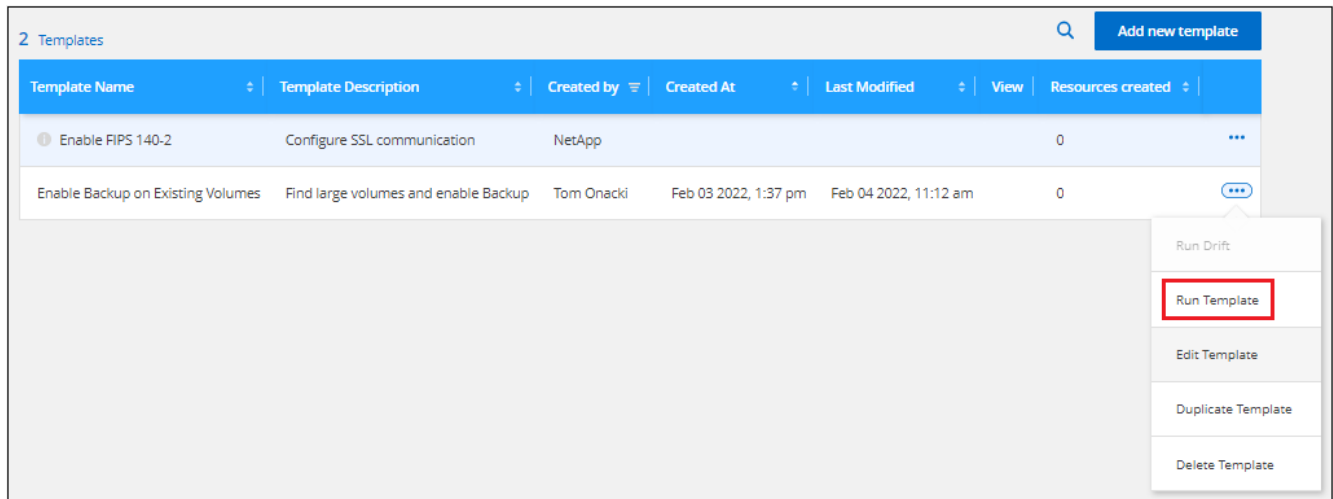 2 Templates
Add new template
Template Name Template Description Created by Created At Last Modified View Resources created
Enable FIPS 140-2 Configure SSL communication NetApp 0
Enable Backup on Existing Volumes Find large volumes and enable Backup Tom Onacki Feb 03 2022, 1:37 pm Feb 04 2022, 11:12 am 0
Run Drift
Run Template
Edit Template
Duplicate Template
Delete Template